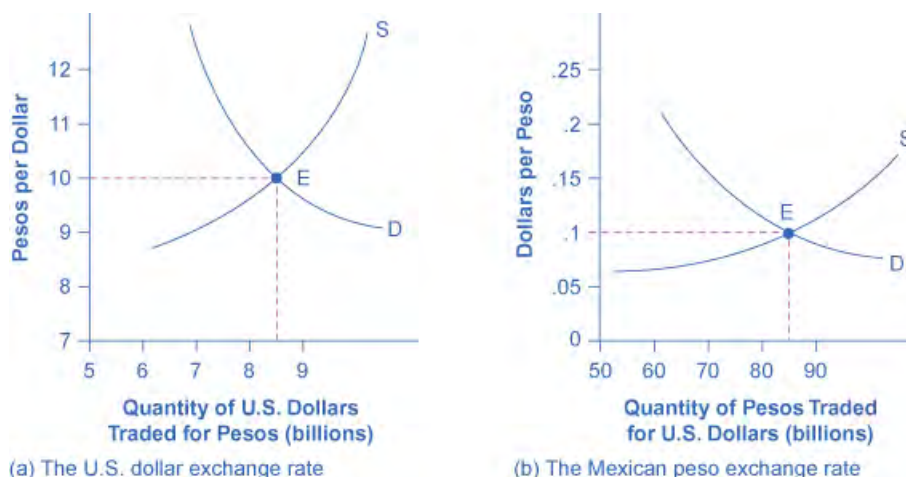 Pesos per Dollar
12
11
10
9
8
7
S
E
D
5 6 7 8 9
Quantity of U.S. Dollars
Traded for Pesos (billions)
(a) The U.S. dollar exchange rate
Dollars per Peso
.25
.2
.15
.1
.05
0
S
E
D
50 60 70 80 90
Quantity of Pesos Traded
for U.S. Dollars (billions)
(b) The Mexican peso exchange rate